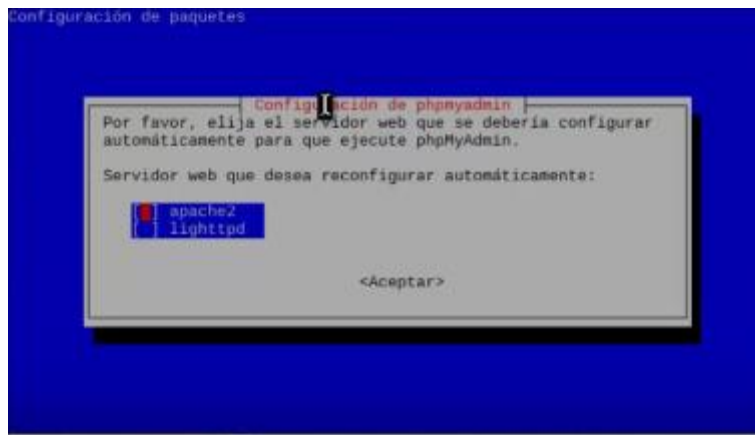 Configuración de paquetes
Configuración de phpmyadmin
Por favor, elija el servidor web que se debería configurar
automáticamente para que ejecute phpMyAdmin.
Servidor web que desea reconfigurar automáticamente:
[ ] apache2
[ ] lighttpd
<Aceptar>